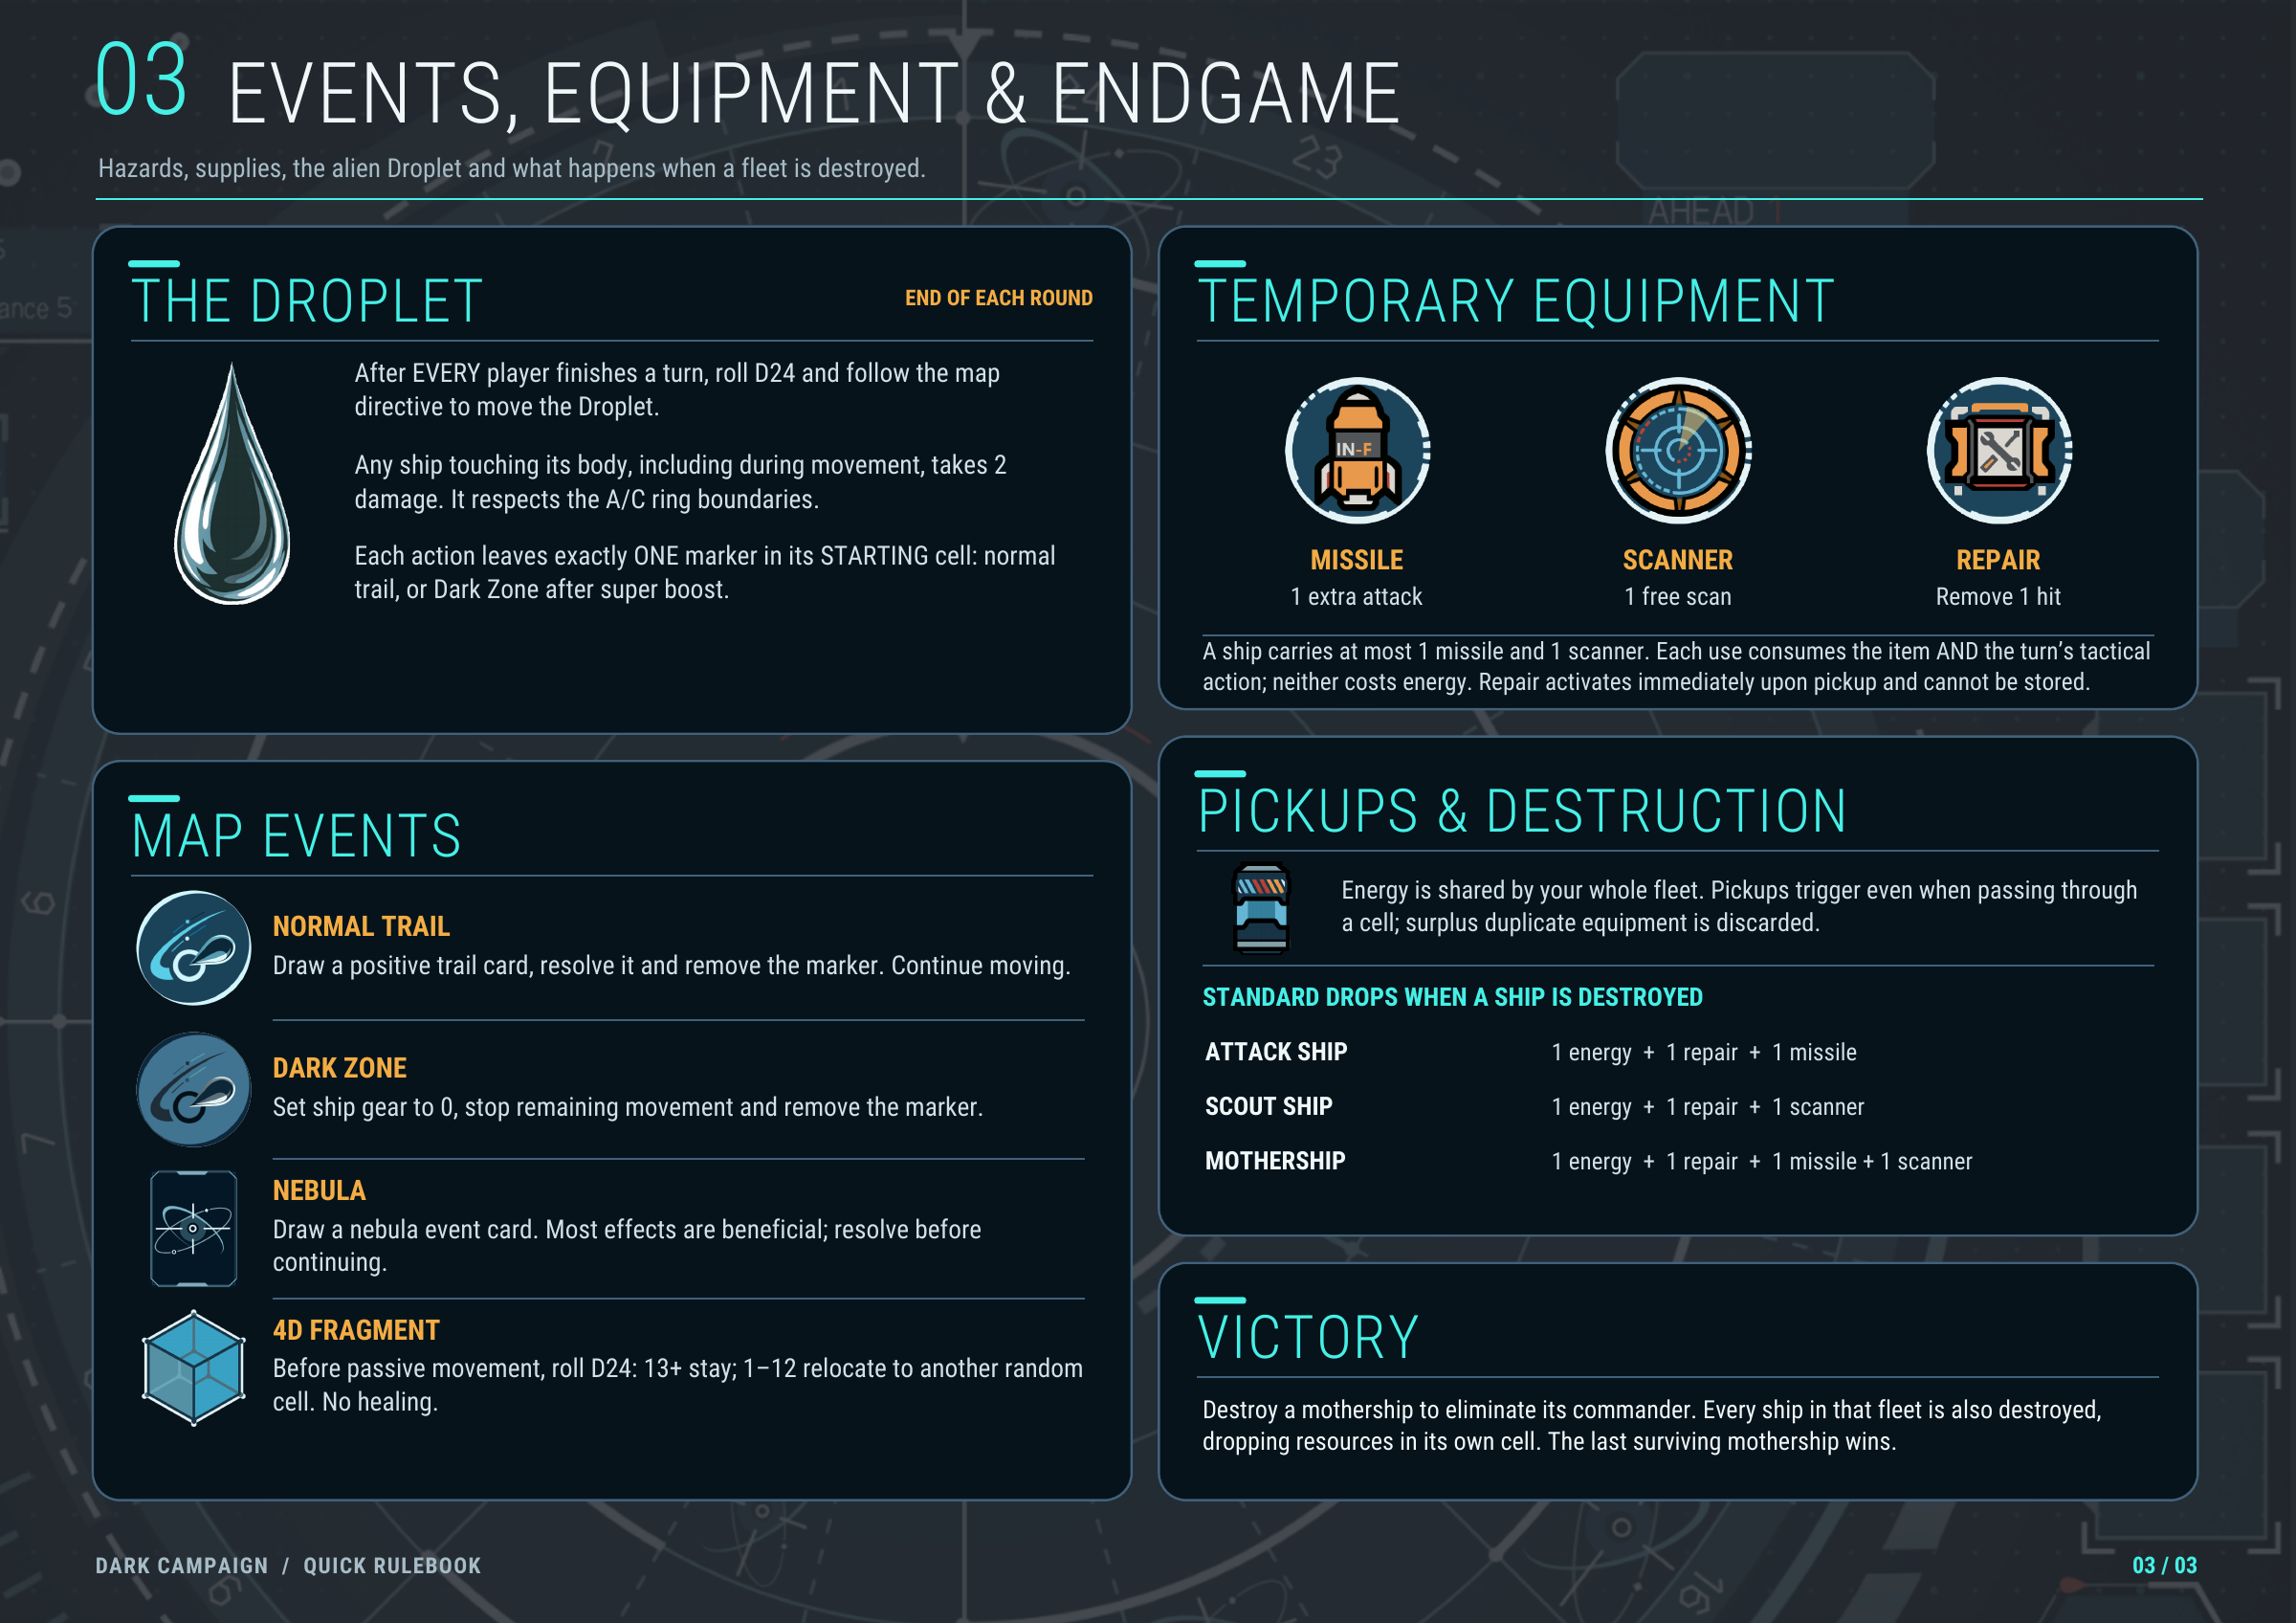 03 EVENTS, EQUIPMENT & ENDGAME
Hazards, supplies, the alien Droplet and what happens when a fleet is destroyed.
23
24
AHEAD 1
ance 5
THE DROPLET
END OF EACH ROUND
After EVERY player finishes a turn, roll D24 and follow the map
directive to move the Droplet.
Any ship touching its body, including during movement, takes 2
damage. It respects the A/C ring boundaries.
Each action leaves exactly ONE marker in its STARTING cell: normal
trail, or Dark Zone after super boost.
MAP EVENTS
NORMAL TRAIL
Draw a positive trail card, resolve it and remove the marker. Continue moving.
DARK ZONE
Set ship gear to 0, stop remaining movement and remove the marker.
NEBULA
Draw a nebula event card. Most effects are beneficial; resolve before
continuing.
4D FRAGMENT
Before passive movement, roll D24: 13+ stay; 1–12 relocate to another random
cell. No healing.
6
7
TEMPORARY EQUIPMENT
IN-F
MISSILE
1 extra attack
SCANNER
1 free scan
REPAIR
Remove 1 hit
A ship carries at most 1 missile and 1 scanner. Each use consumes the item AND the turn’s tactical
action; neither costs energy. Repair activates immediately upon pickup and cannot be stored.
PICKUPS & DESTRUCTION
Energy is shared by your whole fleet. Pickups trigger even when passing through
a cell; surplus duplicate equipment is discarded.
STANDARD DROPS WHEN A SHIP IS DESTROYED
ATTACK SHIP 1 energy + 1 repair + 1 missile
SCOUT SHIP 1 energy + 1 repair + 1 scanner
MOTHERSHIP 1 energy + 1 repair + 1 missile + 1 scanner
VICTORY
Destroy a mothership to eliminate its commander. Every ship in that fleet is also destroyed,
dropping resources in its own cell. The last surviving mothership wins.
DARK CAMPAIGN / QUICK RULEBOOK
16
03 / 03